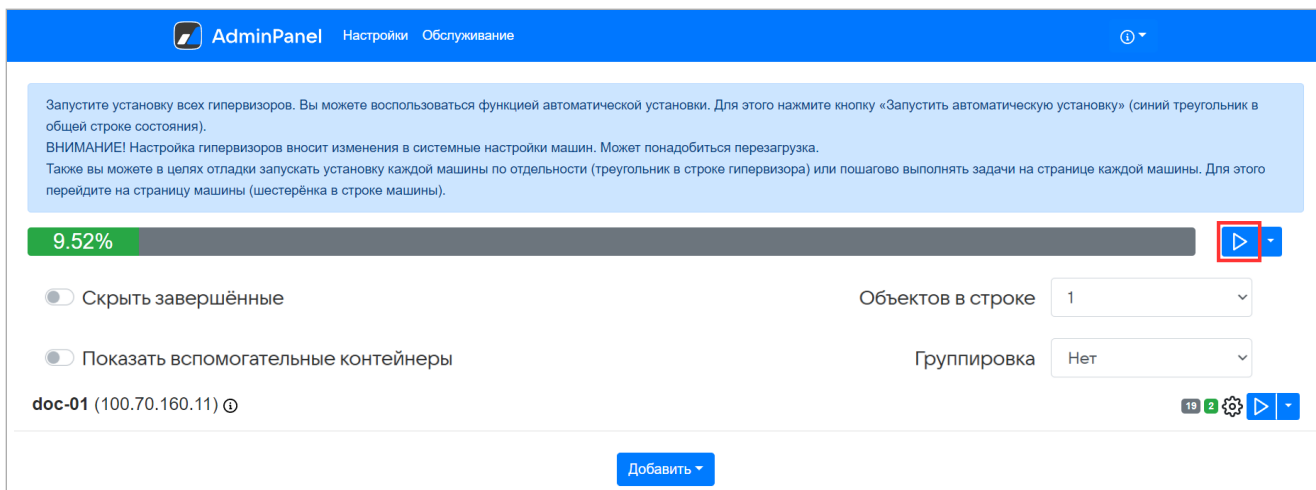 AdminPanel Настройки Обслуживание
Запустите установку всех гипервизоров. Вы можете воспользоваться функцией автоматической установки. Для этого нажмите кнопку «Запустить автоматическую установку» (синий треугольник в
общей строке состояния).
ВНИМАНИЕ! Настройка гипервизоров вносит изменения в системные настройки машин. Может понадобиться перезагрузка.
Также вы можете в целях отладки запускать установку каждой машины по отдельности (треугольник в строке гипервизора) или пошагово выполнять задачи на странице каждой машины. Для этого
перейдите на страницу машины (шестерёнка в строке машины).
9.52%
Скрыть завершённые Объектов в строке 1
Показать вспомогательные контейнеры Группировка Нет
doc-01 (100.70.160.11) 19 2
Добавить